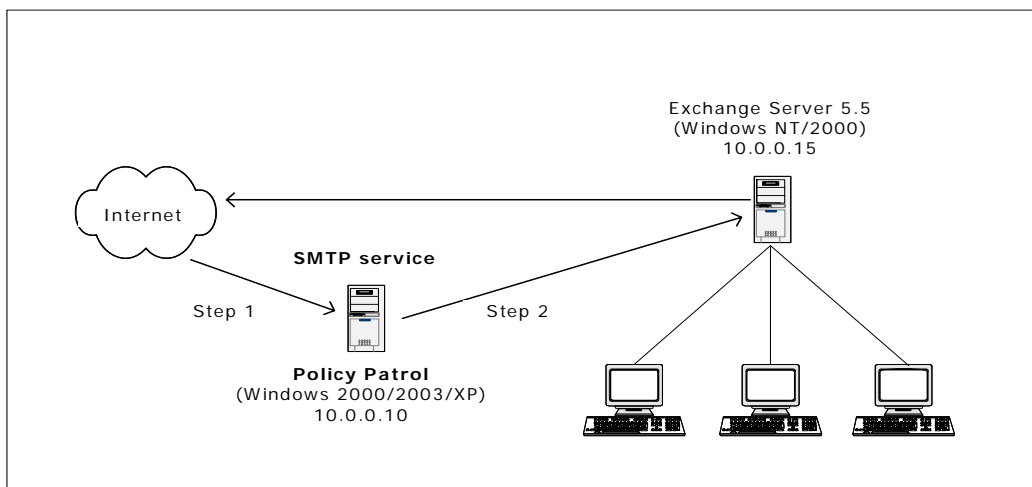 Exchange Server 5.5
(Windows NT/2000)
10.0.0.15
Internet
SMTP service
Step 1
Step 2
Policy Patrol
(Windows 2000/2003/XP)
10.0.0.10